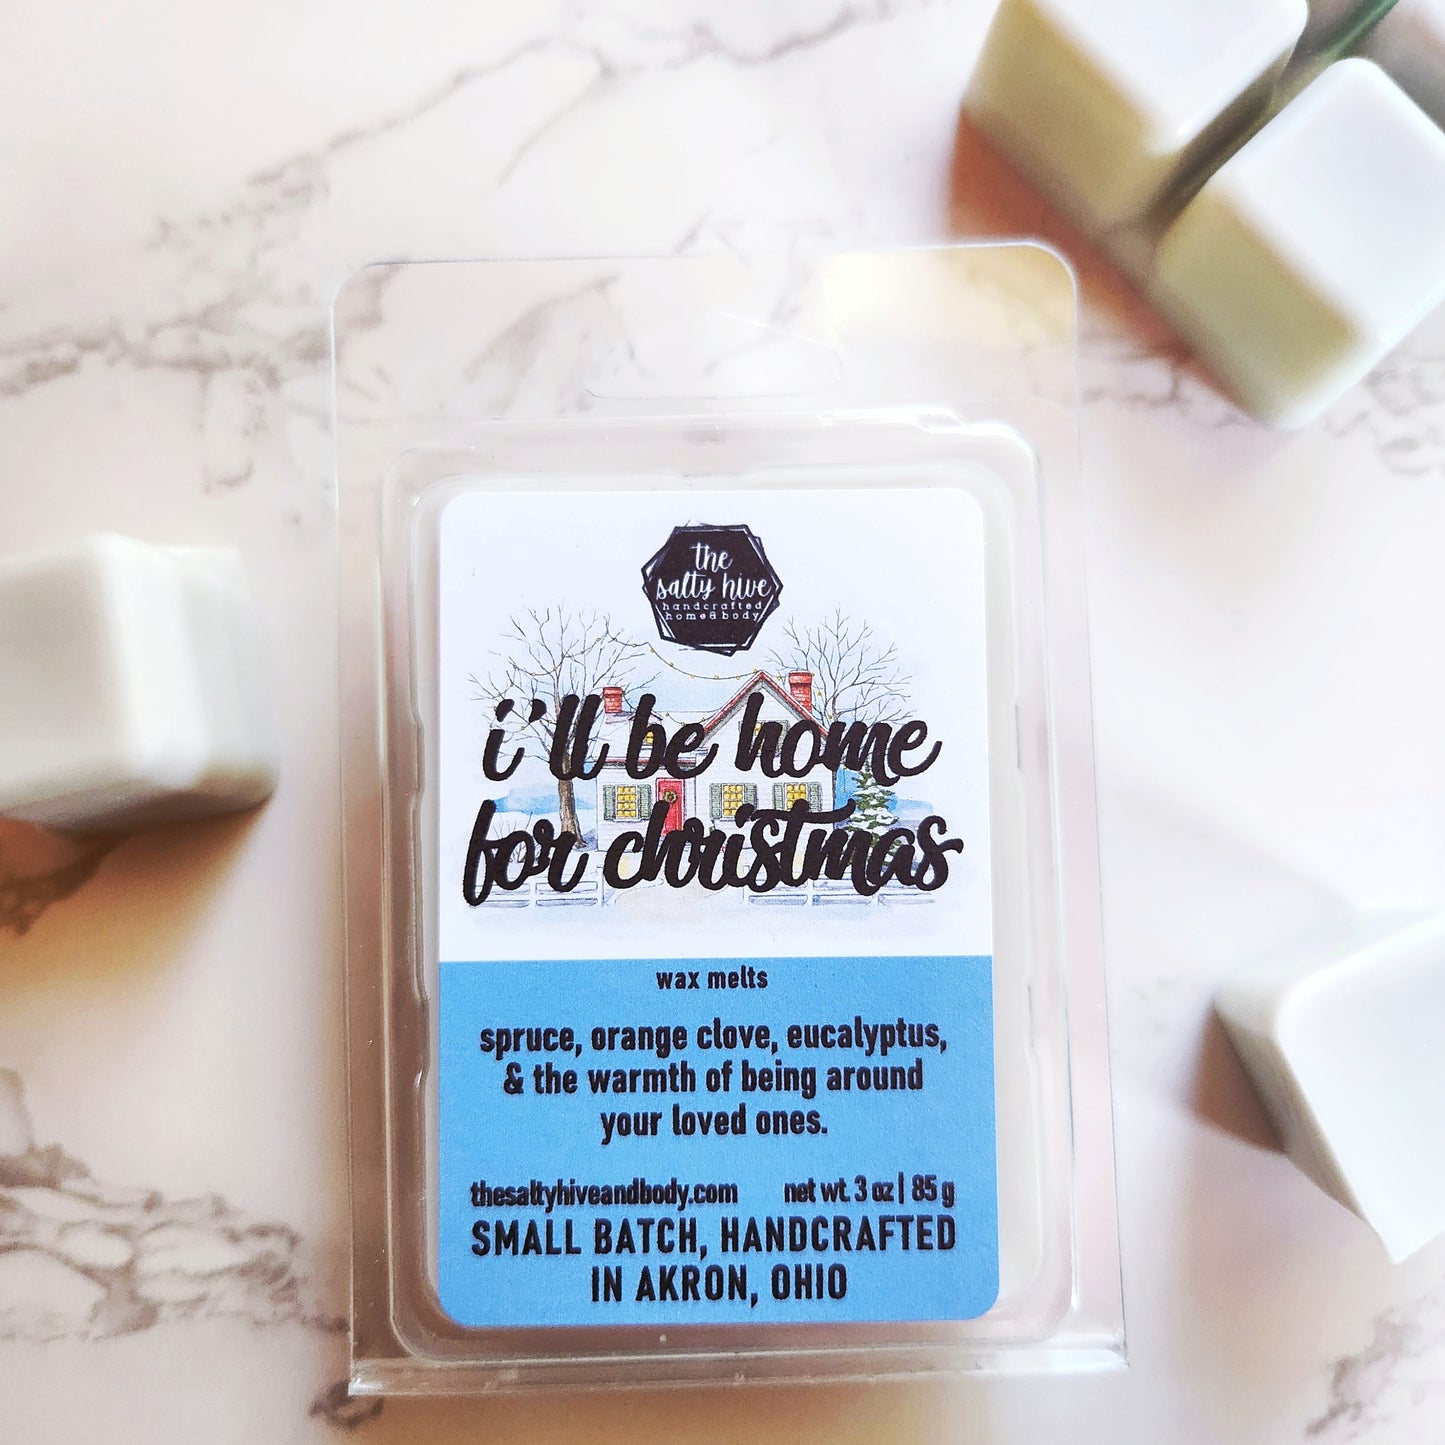 the
salty hive
handcrafted
home & body
i'll be home
for christmas
wax melts
spruce, orange clove, eucalyptus,
& the warmth of being around
your loved ones.
thesaltyhiveandbody.com net wt. 3 oz | 85 g
SMALL BATCH, HANDCRAFTED
IN AKRON, OHIO